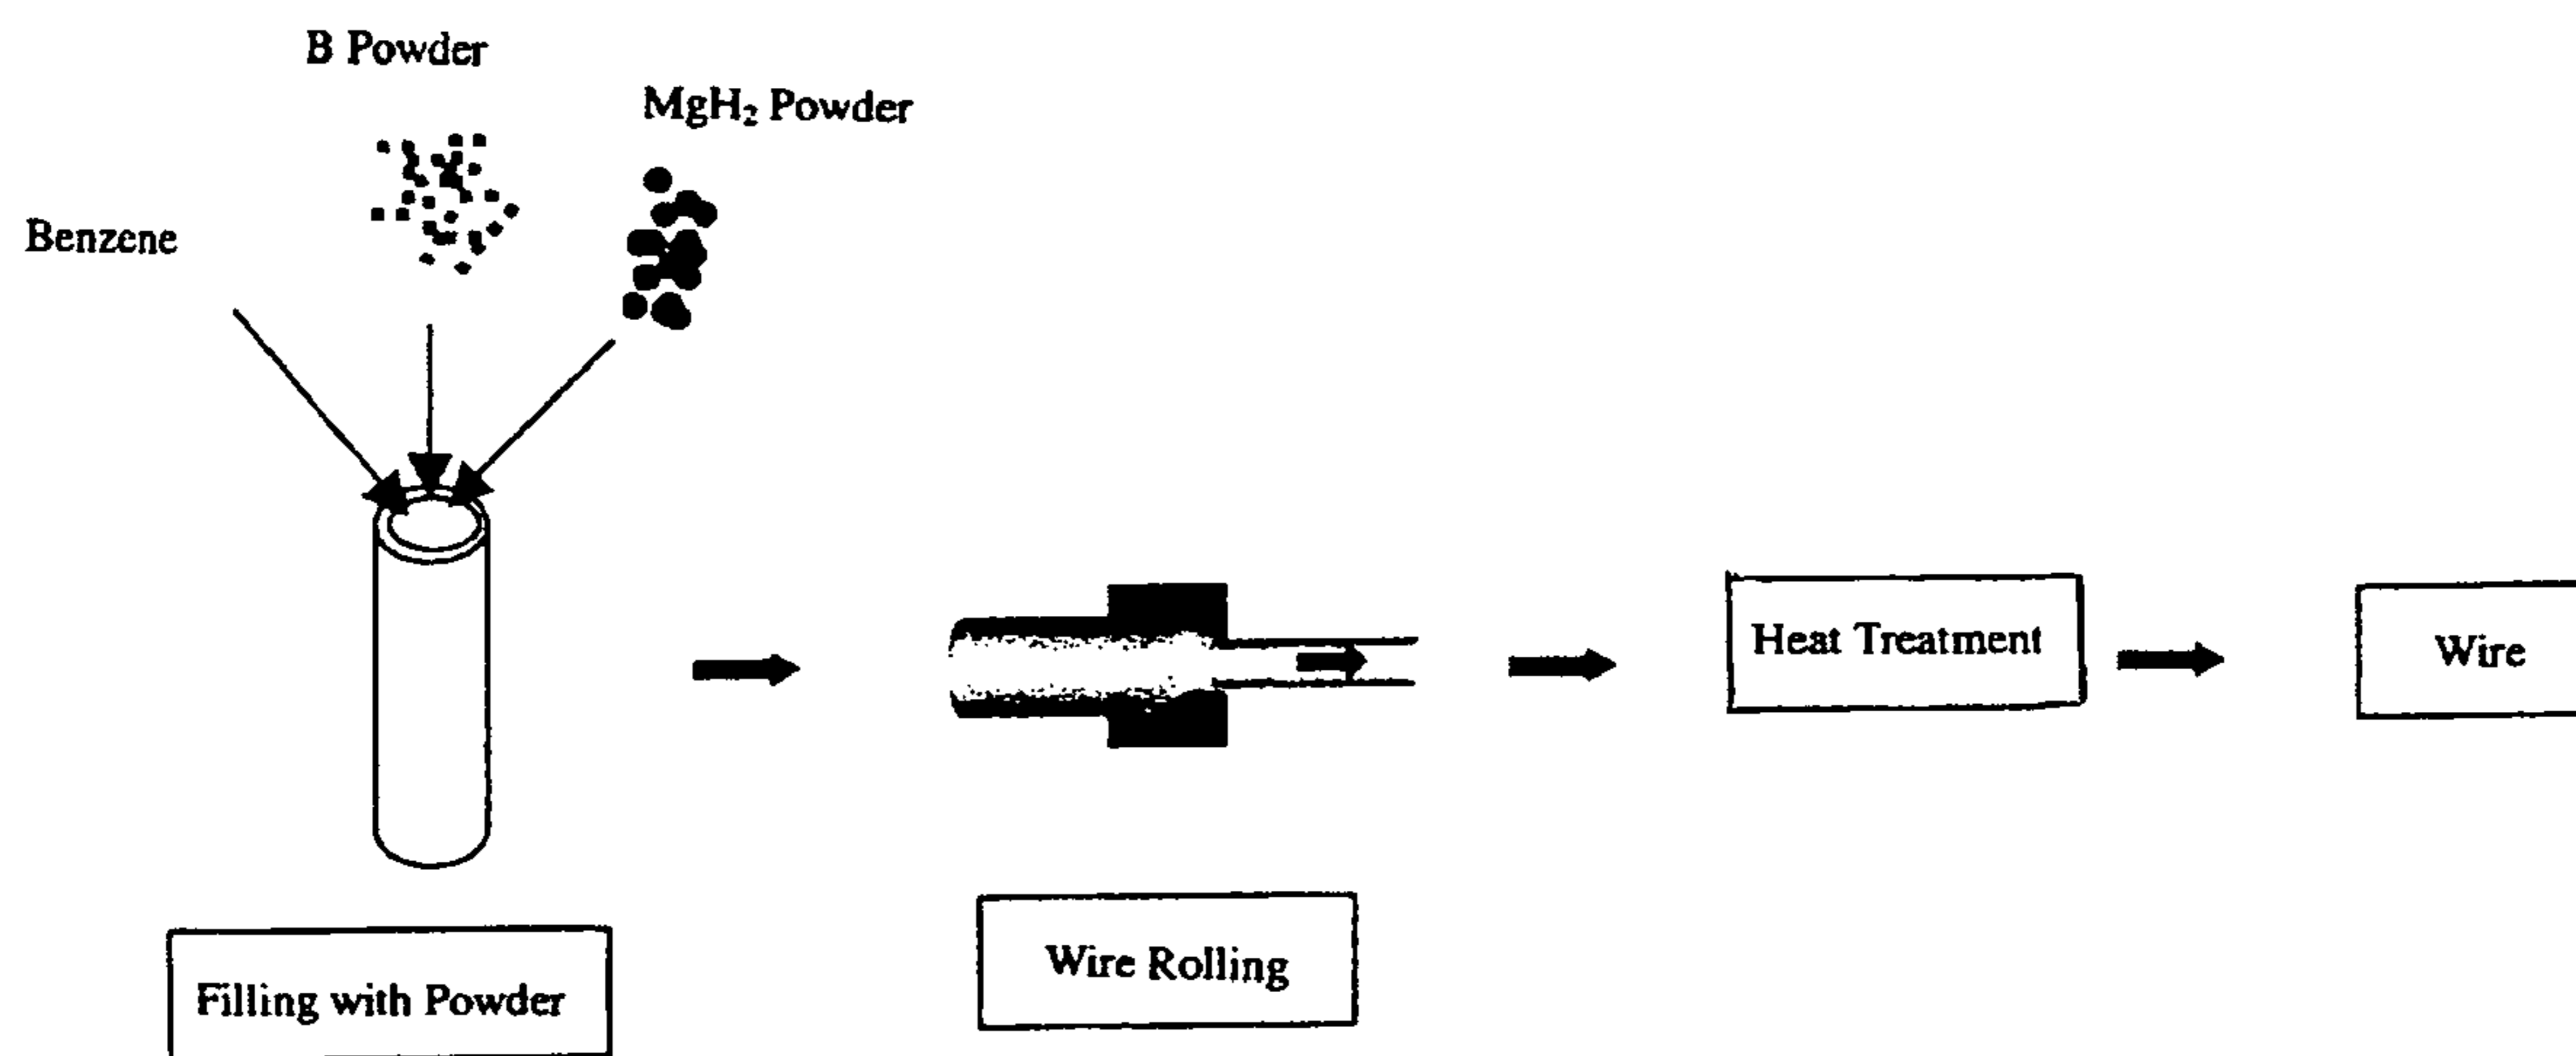 B Powder
MgH₂ Powder
Benzene
Heat Treatment
Wire
Wire Rolling
Filling with Powder